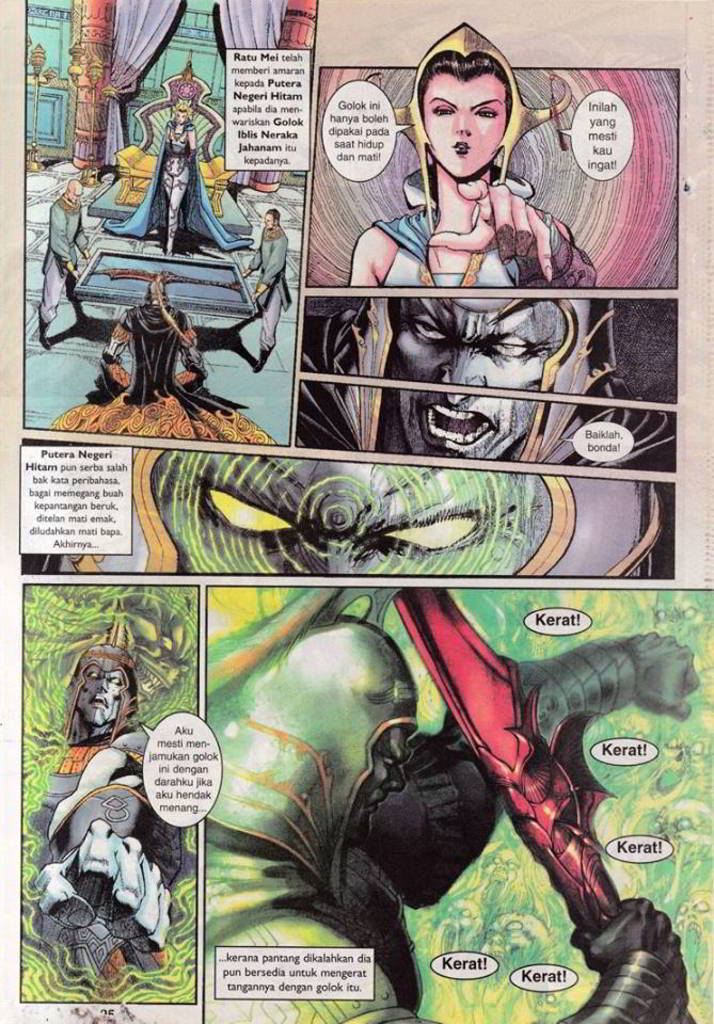 Ratu Mei telah
memberi amaran
kepada Putera
Negeri Hitam
apabila dia men-
wariskan Golok
Iblis Neraka
Jahanam itu
kepadanya.
Golok ini
hanya boleh
dipakai pada
saat hidup
dan mati!
Inilah
yang
mesti
kau
ingat!
Baiklah,
bonda!
Putera Negeri
Hitam pun serba salah
bak kata peribahasa,
bagai memegang buah
kepantangan beruk,
ditelan mati emak,
diludahkan mati bapa.
Akhirnya...
Aku
mesti men-
jamukan golok
ini dengan
darahku jika
aku hendak
menang...
Kerat!
Kerat!
Kerat!
Kerat!
Kerat!
...kerana pantang dikalahkan dia
pun bersedia untuk mengerat
tangannya dengan golok itu.
25